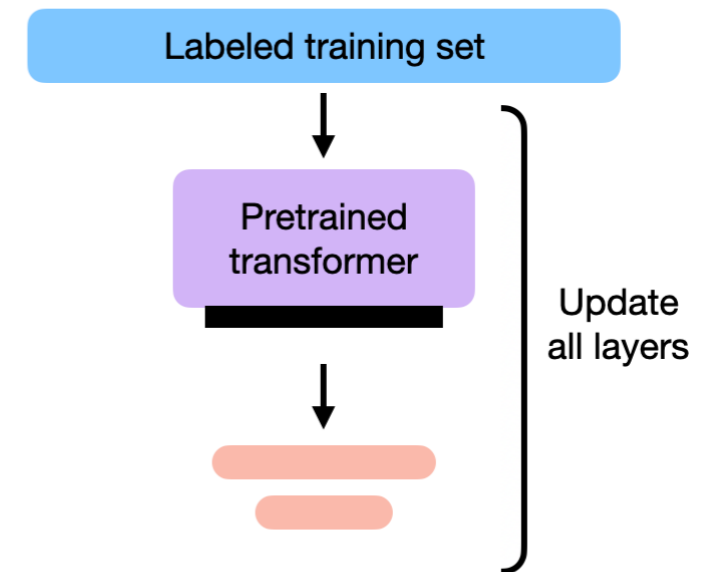 Labeled training set
Pretrained
transformer
Update
all layers